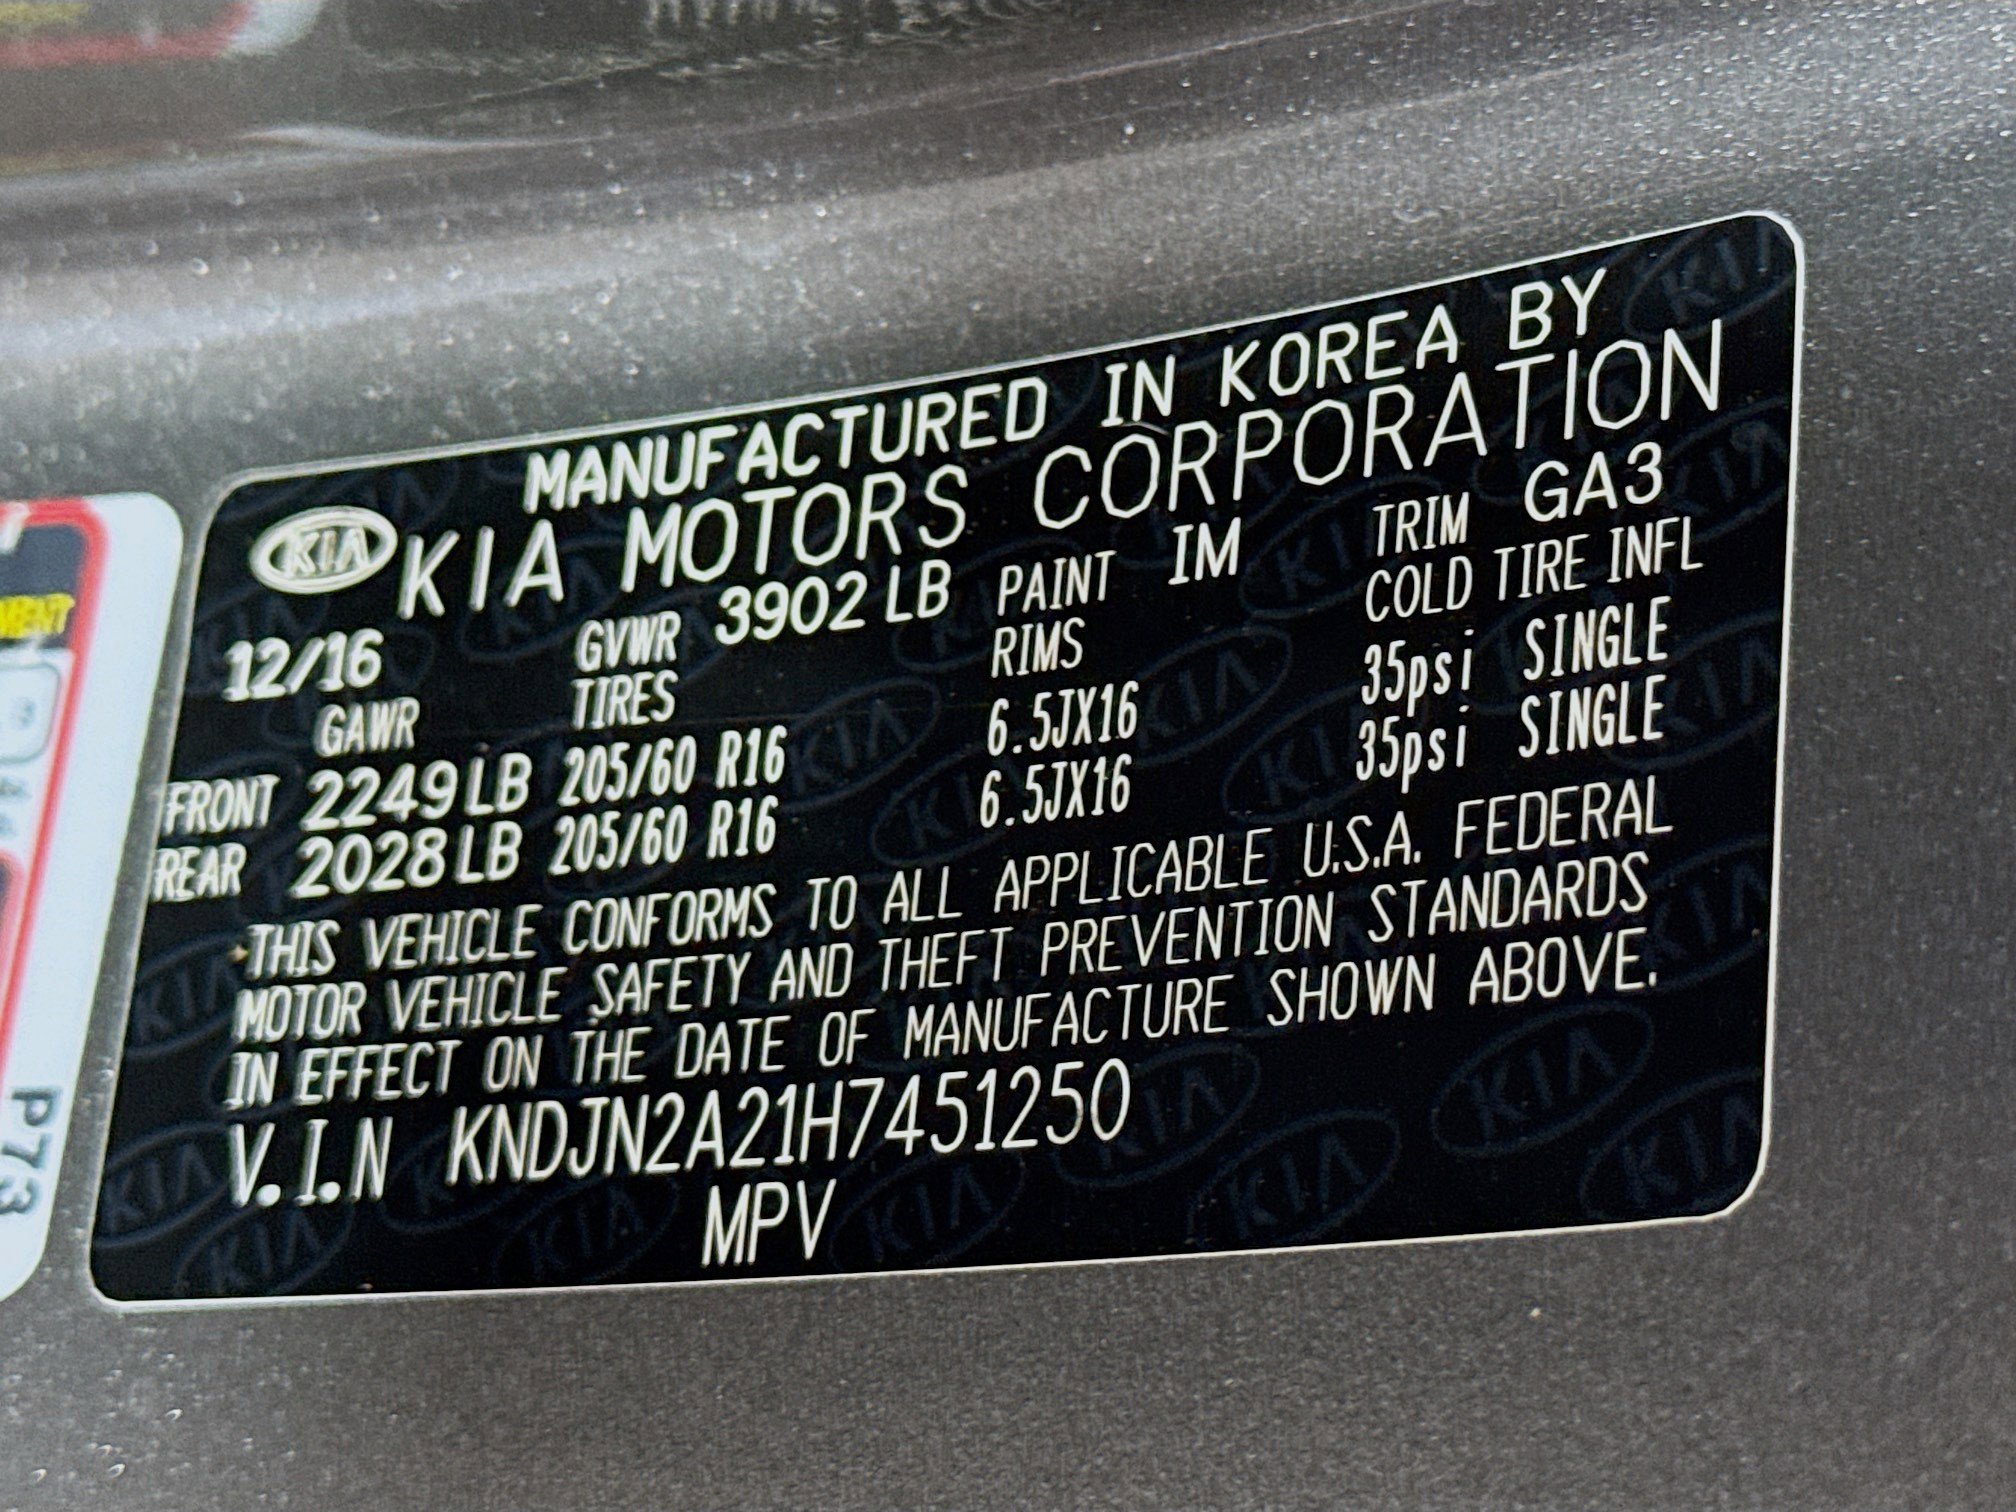 MANUFACTURED IN KOREA BY
KIA KIA MOTORS CORPORATION
12/16 GVWR 3902 LB PAINT IM TRIM GA3
GAWR TIRES RIMS COLD TIRE INFL
FRONT 2249 LB 205/60 R16 6.5JX16 35psi SINGLE
REAR 2028 LB 205/60 R16 6.5JX16 35psi SINGLE
THIS VEHICLE CONFORMS TO ALL APPLICABLE U.S.A. FEDERAL
MOTOR VEHICLE SAFETY AND THEFT PREVENTION STANDARDS
IN EFFECT ON THE DATE OF MANUFACTURE SHOWN ABOVE.
V.I.N KNDJN2A21H7451250
MPV
P73